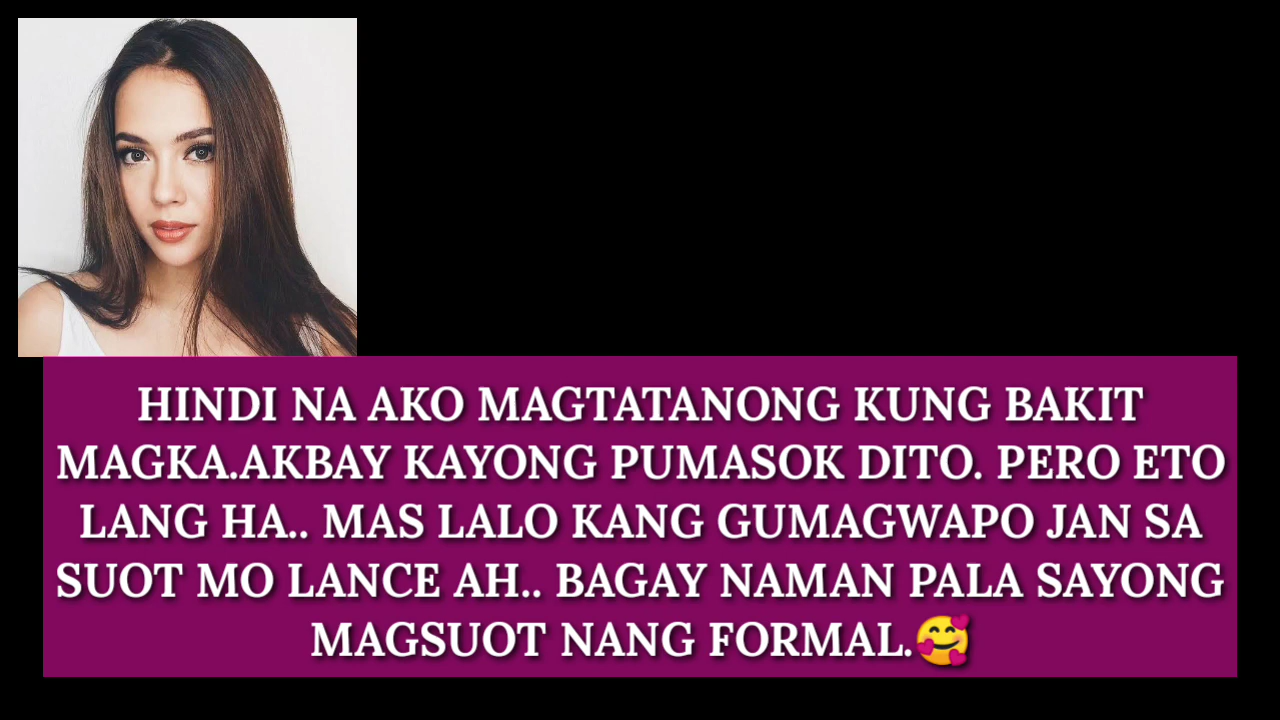 HINDI NA AKO MAGTATANONG KUNG BAKIT
MAGKA.AKBAY KAYONG PUMASOK DITO. PERO ETO
LANG HA.. MAS LALO KANG GUMAGWAPO JAN SA
SUOT MO LANCE AH.. BAGAY NAMAN PALA SAYONG
MAGSUOT NANG FORMAL.🥰